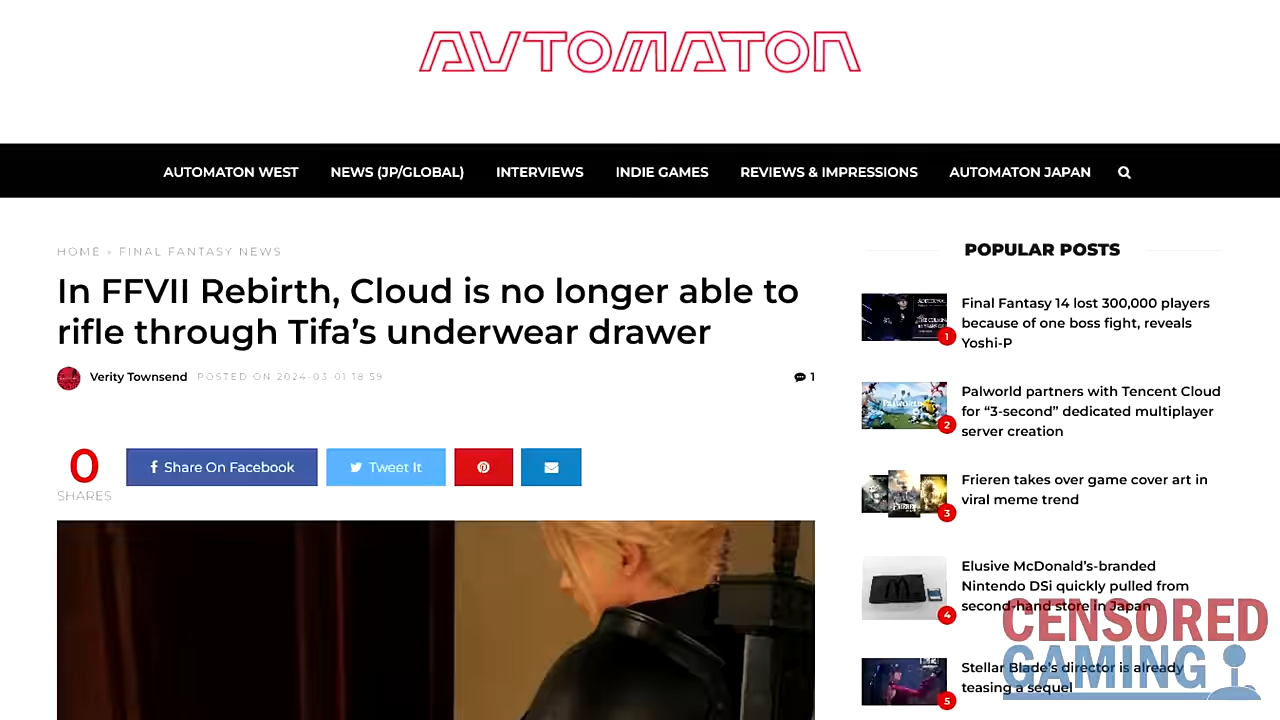 AUTOMATON
AUTOMATON WEST
NEWS (JP/GLOBAL)
INTERVIEWS
INDIE GAMES
REVIEWS & IMPRESSIONS
AUTOMATON JAPAN
HOME » FINAL FANTASY NEWS
In FFVII Rebirth, Cloud is no longer able to
rifle through Tifa’s underwear drawer
Verity Townsend POSTED ON 2024-03-01 18:59
1
0
SHARES
Share On Facebook
Tweet It
POPULAR POSTS
Final Fantasy 14 lost 300,000 players
because of one boss fight, reveals
Yoshi-P
1
Palworld partners with Tencent Cloud
for “3-second” dedicated multiplayer
server creation
2
Frieren takes over game cover art in
viral meme trend
3
Elusive McDonald’s-branded
Nintendo DSi quickly pulled from
second-hand store in Japan
4
Stellar Blade’s director is already
teasing a sequel
5
CENSORED
GAMING